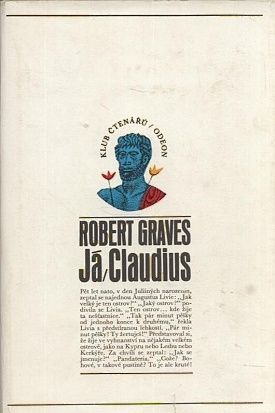 KLUB ČTENÁŘŮ / ODEON
ROBERT GRAVES
Já/Claudius
Pět let nato, v den Juliiných narozenin,
zeptal se najednou Augustus Livie: „Jak
velký je ten ostrov?“ „Jaký ostrov?“ po-
divila se Livia. „Ten ostrov... kde žije
ta nešťastnice.“ „Tak pár minut pěšky
od jednoho konce k druhému,“ řekla
Livia s předstíranou lehkostí. „Pár mi-
nut pěšky! Ty žertuješ!“ Představoval si,
že žije ve vyhnanství na nějakém velkém
ostrově, jako na Kypru nebo Lesbu nebo
Kerkýře. Za chvíli se zeptal: „Jak se
jmenuje?“ „Pandateria.“ „Cože? Bo-
hové, v takové pustině? To je ale kruté!